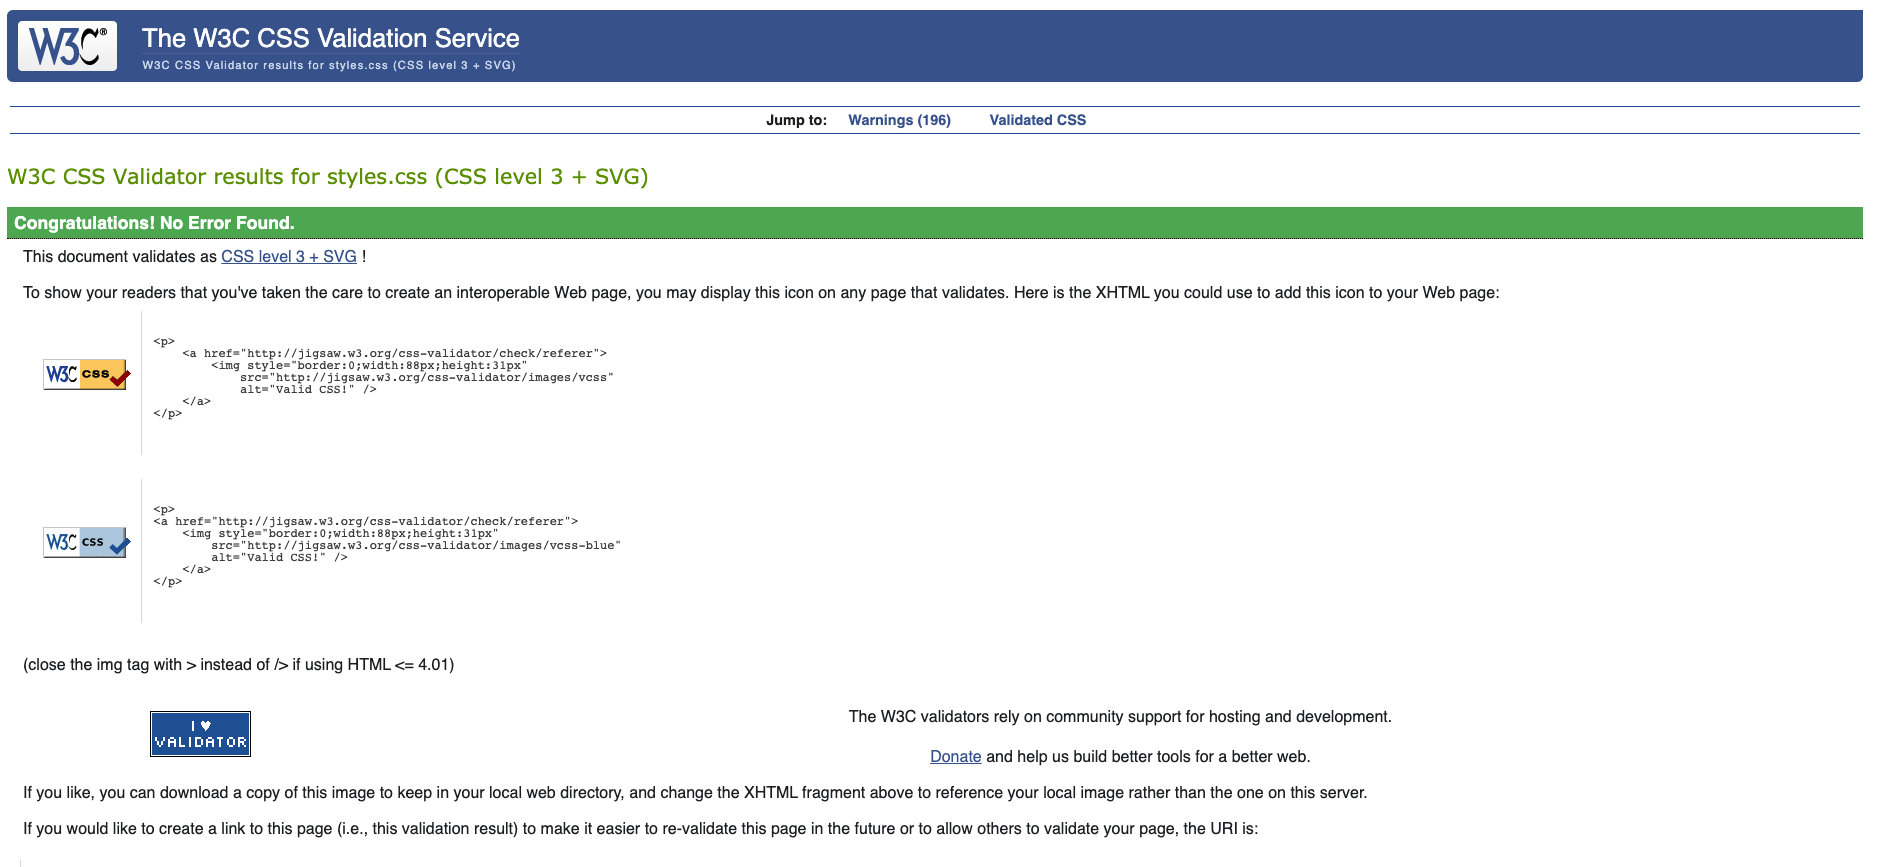 W3C®
The W3C CSS Validation Service
W3C CSS Validator results for styles.css (CSS level 3 + SVG)
Jump to: Warnings (196) Validated CSS
W3C CSS Validator results for styles.css (CSS level 3 + SVG)
Congratulations! No Error Found.
This document validates as CSS level 3 + SVG !
To show your readers that you've taken the care to create an interoperable Web page, you may display this icon on any page that validates. Here is the XHTML you could use to add this icon to your Web page:
W3C css
<p>
<a href="http://jigsaw.w3.org/css-validator/check/referer">
<img style="border:0;width:88px;height:31px"
src="http://jigsaw.w3.org/css-validator/images/vcss"
alt="Valid CSS!" />
</a>
</p>
W3C css
<p>
<a href="http://jigsaw.w3.org/css-validator/check/referer">
<img style="border:0;width:88px;height:31px"
src="http://jigsaw.w3.org/css-validator/images/vcss-blue"
alt="Valid CSS!" />
</a>
</p>
(close the img tag with > instead of /> if using HTML <= 4.01)
I ♥
VALIDATOR
The W3C validators rely on community support for hosting and development.
Donate and help us build better tools for a better web.
If you like, you can download a copy of this image to keep in your local web directory, and change the XHTML fragment above to reference your local image rather than the one on this server.
If you would like to create a link to this page (i.e., this validation result) to make it easier to re-validate this page in the future or to allow others to validate your page, the URI is: